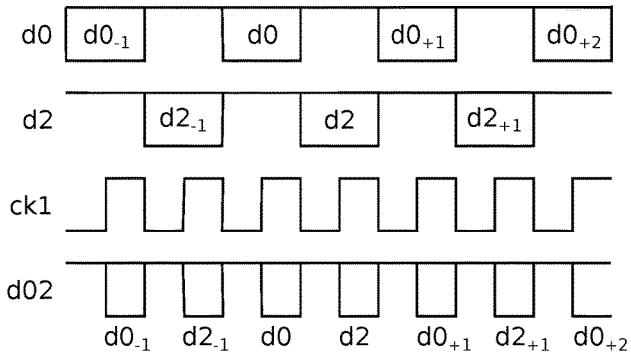 d0 d0₋₁ d0 d0₊₁ d0₊₂
d2 d2₋₁ d2 d2₊₁
ck1
d02
d0₋₁ d2₋₁ d0 d2 d0₊₁ d2₊₁ d0₊₂